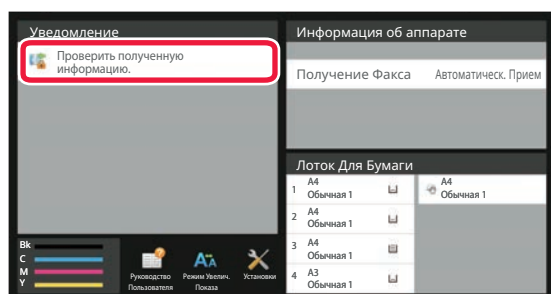 Уведомление
Проверить полученную
информацию.
Информация об аппарате
Получение Факса Автоматическ. Прием
Лоток Для Бумаги
1 A4
Обычная 1
A4
Обычная 1
2 A4
Обычная 1
3 A4
Обычная 1
4 A3
Обычная 1
Bk
C
M
Y
Руководство
Пользователя
Режим Увелич.
Показа
Установки